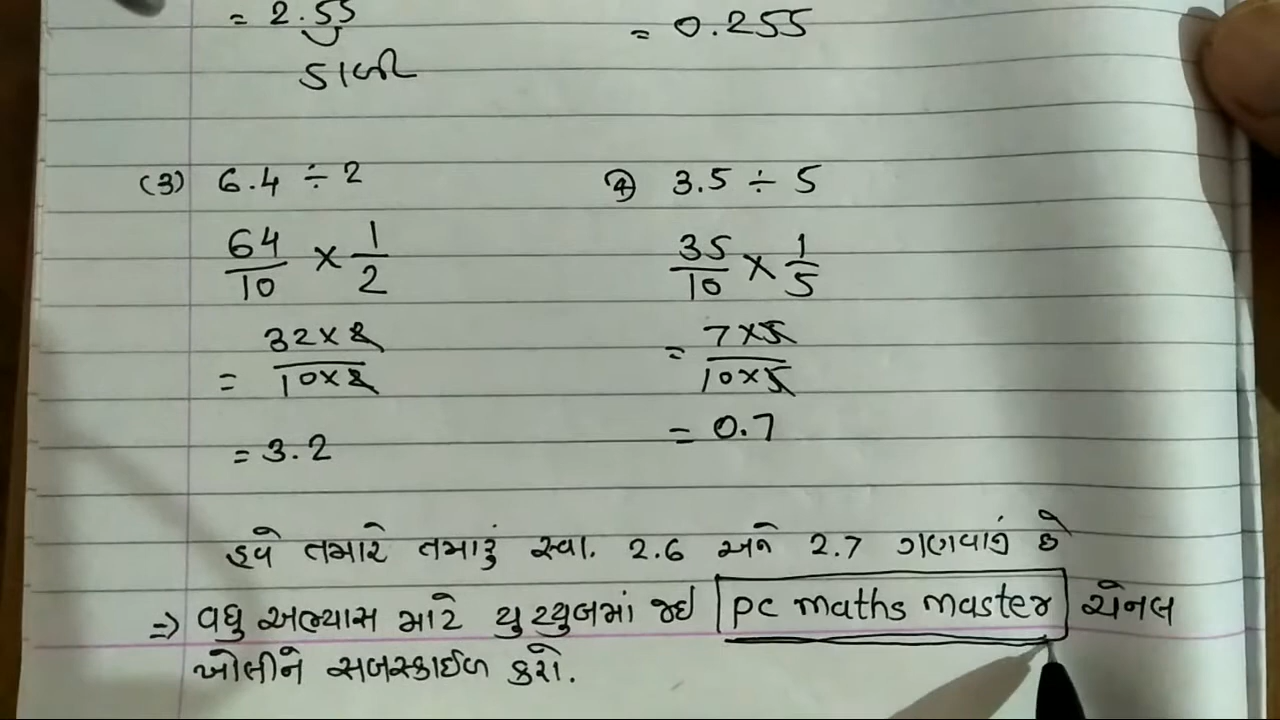 = 2.55
= 0.255
ડાબી
(3) 6.4 ÷ 2
(4) 3.5 ÷ 5
64/10 × 1/2
35/10 × 1/5
= 32×2/10×2
= 7×5/10×5
= 3.2
= 0.7
હવે તમારે તમારું સ્વા. 2.6 અને 2.7 ગણવાનું છે
⇒ વધુ અભ્યાસ માટે યુટ્યુબમાં જઇ pc maths master ચેનલ
ખોલીને સબસ્ક્રાઈબ કરો.